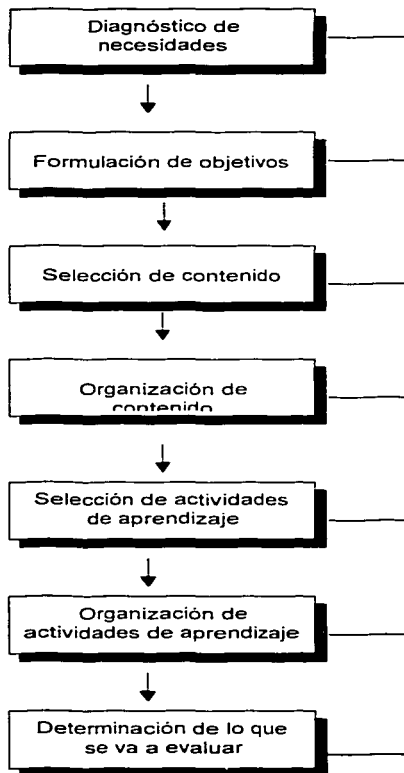 Diagnóstico de
necesidades
Formulación de objetivos
Selección de contenido
Organización de
contenido
Selección de actividades
de aprendizaje
Organización de
actividades de aprendizaje
Determinación de lo que
se va a evaluar